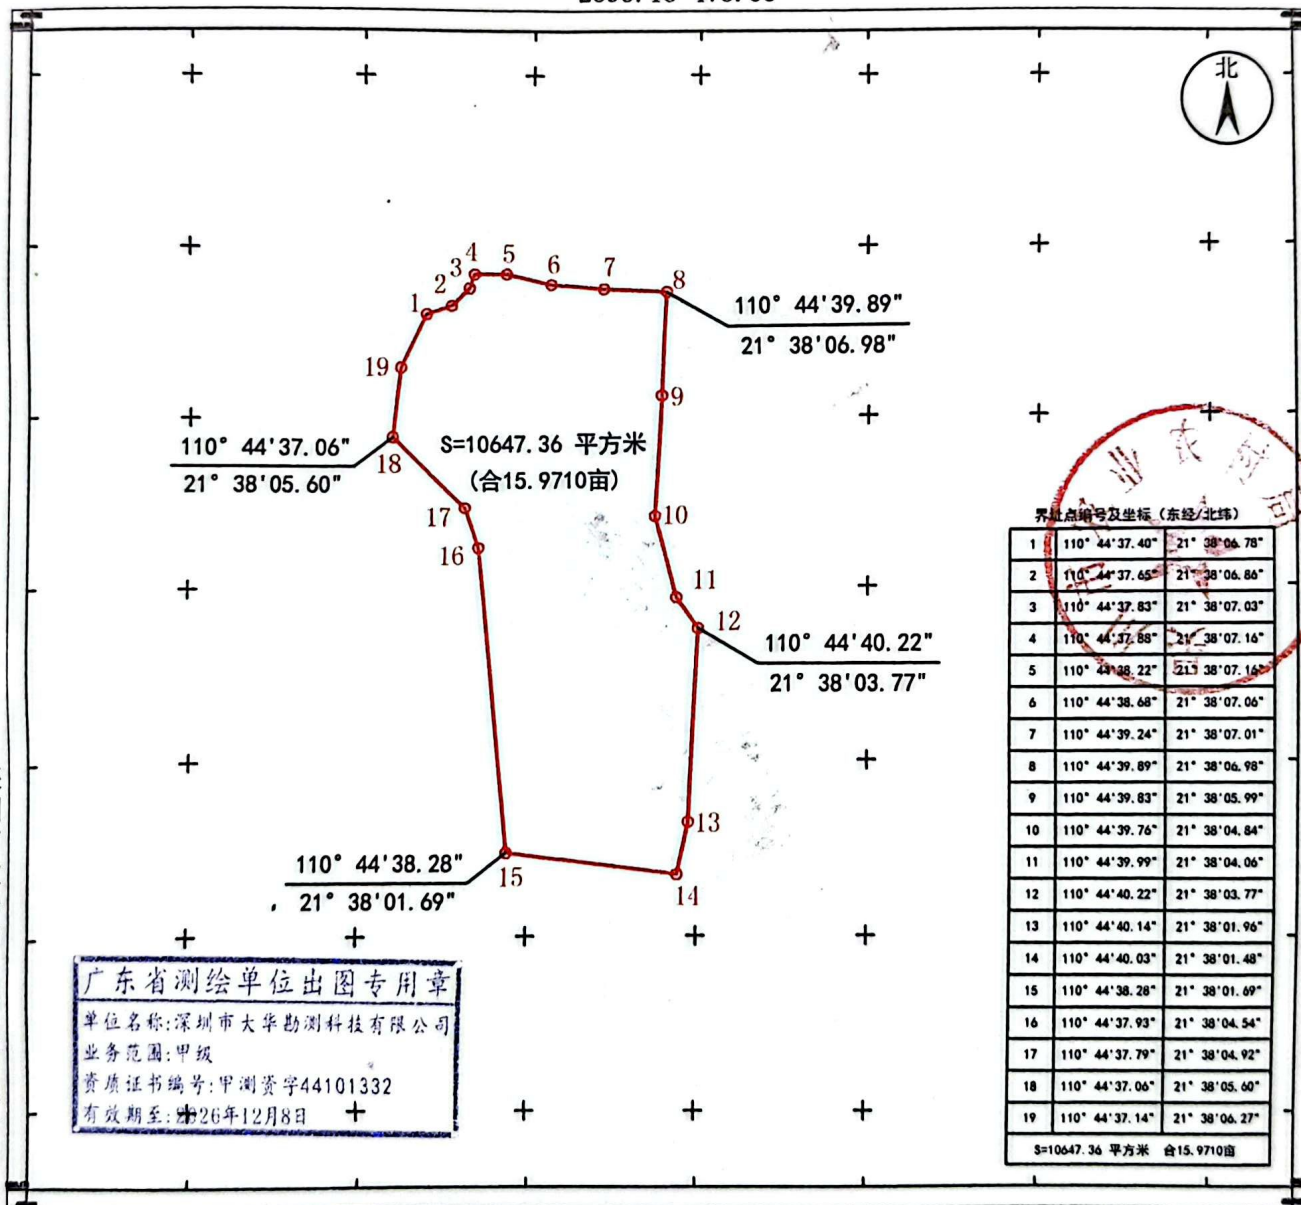 北
4 5
3 6 7 8
2
1
110° 44'39.89"
21° 38'06.98"
19
9
110° 44'37.06"
21° 38'05.60"
18
S=10647.36 平方米
(合15.9710亩)
17
10
16
11
12
110° 44'40.22"
21° 38'03.77"
13
110° 44'38.28"
21° 38'01.69"
15
14
广东省测绘单位出图专用章
单位名称:深圳市大华勘测科技有限公司
业务范围:甲级
资质证书编号:甲测资字44101332
有效期至:2026年12月8日
界址点编号及坐标（东经/北纬）
1 110° 44'37.40" 21° 38'06.78"
2 110° 44'37.65" 21° 38'06.86"
3 110° 44'37.83" 21° 38'07.03"
4 110° 44'37.88" 21° 38'07.16"
5 110° 44'38.22" 21° 38'07.16"
6 110° 44'38.68" 21° 38'07.06"
7 110° 44'39.24" 21° 38'07.01"
8 110° 44'39.89" 21° 38'06.98"
9 110° 44'39.83" 21° 38'05.99"
10 110° 44'39.76" 21° 38'04.84"
11 110° 44'39.99" 21° 38'04.06"
12 110° 44'40.22" 21° 38'03.77"
13 110° 44'40.14" 21° 38'01.96"
14 110° 44'40.03" 21° 38'01.48"
15 110° 44'38.28" 21° 38'01.69"
16 110° 44'37.93" 21° 38'04.54"
17 110° 44'37.79" 21° 38'04.92"
18 110° 44'37.06" 21° 38'05.60"
19 110° 44'37.14" 21° 38'06.27"
S=10647.36 平方米 合15.9710亩